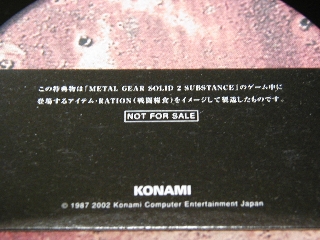 この特典物は「METAL GEAR SOLID 2 SUBSTANCE」のゲーム中に
登場するアイテム・RATION(戦闘糧食)をイメージして製造したものです。
NOT FOR SALE
KONAMI
© 1987 2002 Konami Computer Entertainment Japan